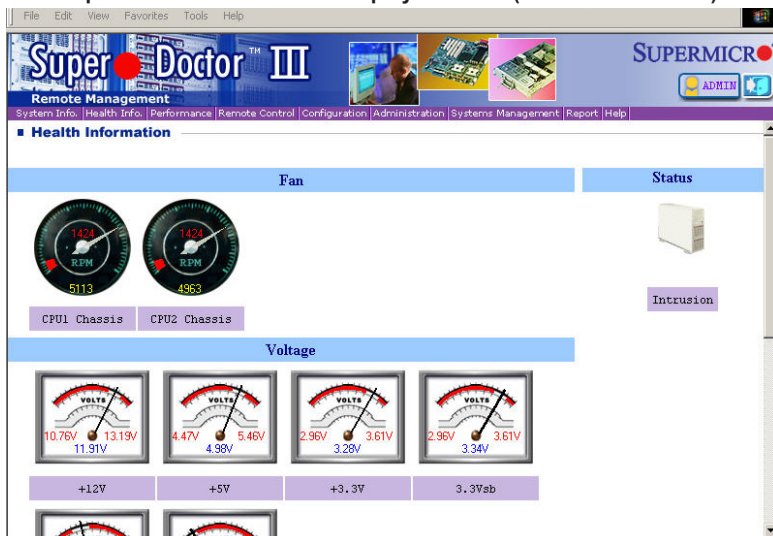 File Edit View Favorites Tools Help
Super Doctor™ III
SUPERMICR
Remote Management
ADMIN
System Info. Health Info. Performance Remote Control Configuration Administration Systems Management Report Help
Health Information
Fan
Status
1424
RPM
5113
1424
RPM
4963
CPU1 Chassis
CPU2 Chassis
Intrusion
Voltage
VOLTS
10.76V 13.19V
11.91V
VOLTS
4.47V 5.46V
4.98V
VOLTS
2.96V 3.61V
3.28V
VOLTS
2.96V 3.61V
3.34V
+12V
+5V
+3.3V
3.3Vsb